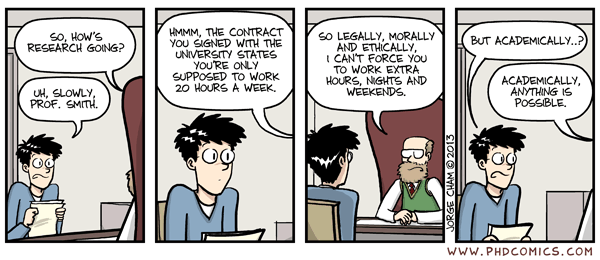 SO, HOW'S
RESEARCH GOING?
UH, SLOWLY,
PROF. SMITH.
HMMM, THE CONTRACT
YOU SIGNED WITH THE
UNIVERSITY STATES
YOU'RE ONLY
SUPPOSED TO WORK
20 HOURS A WEEK.
SO LEGALLY, MORALLY
AND ETHICALLY,
I CAN'T FORCE YOU
TO WORK EXTRA
HOURS, NIGHTS AND
WEEKENDS.
JORGE CHAM © 2013
BUT ACADEMICALLY..?
ACADEMICALLY,
ANYTHING IS
POSSIBLE.
WWW.PHDCOMICS.COM